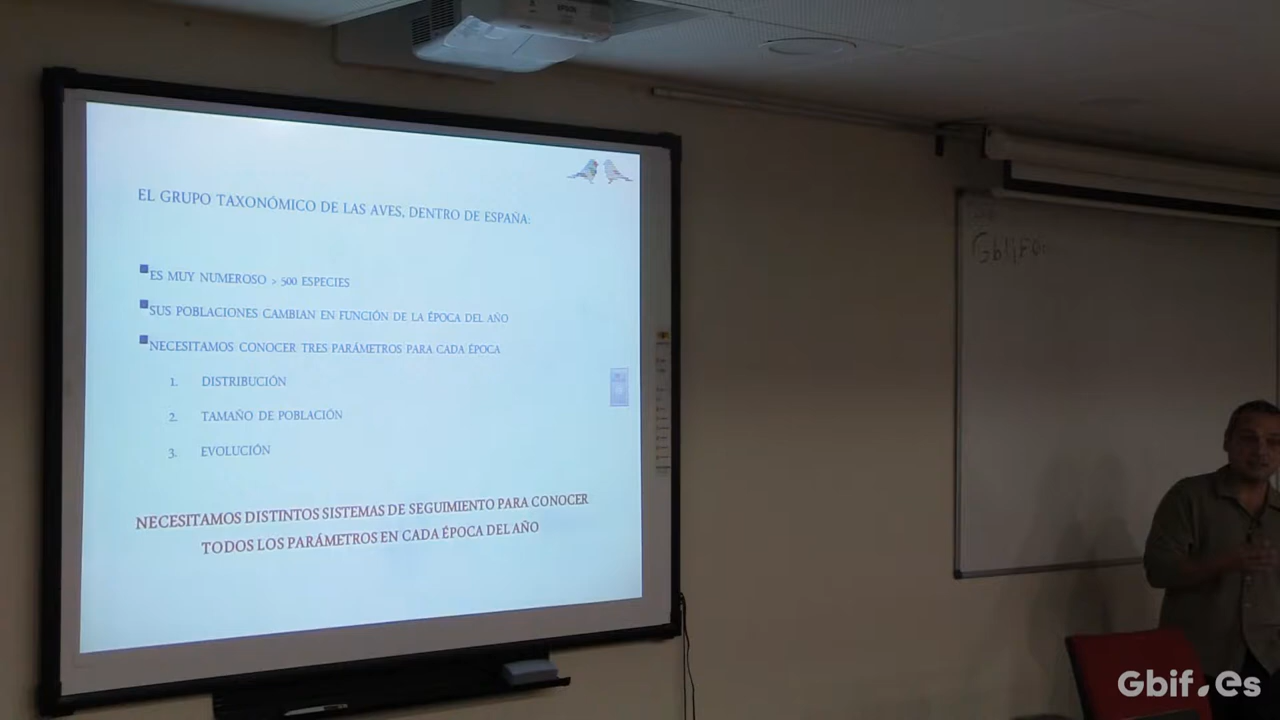 EPSON
EL GRUPO TAXONÓMICO DE LAS AVES, DENTRO DE ESPAÑA:
ES MUY NUMEROSO > 500 ESPECIES
SUS POBLACIONES CAMBIAN EN FUNCIÓN DE LA ÉPOCA DEL AÑO
NECESITAMOS CONOCER TRES PARÁMETROS PARA CADA ÉPOCA
1. DISTRIBUCIÓN
2. TAMAÑO DE POBLACIÓN
3. EVOLUCIÓN
NECESITAMOS DISTINTOS SISTEMAS DE SEGUIMIENTO PARA CONOCER
TODOS LOS PARÁMETROS EN CADA ÉPOCA DEL AÑO
Gbif.es